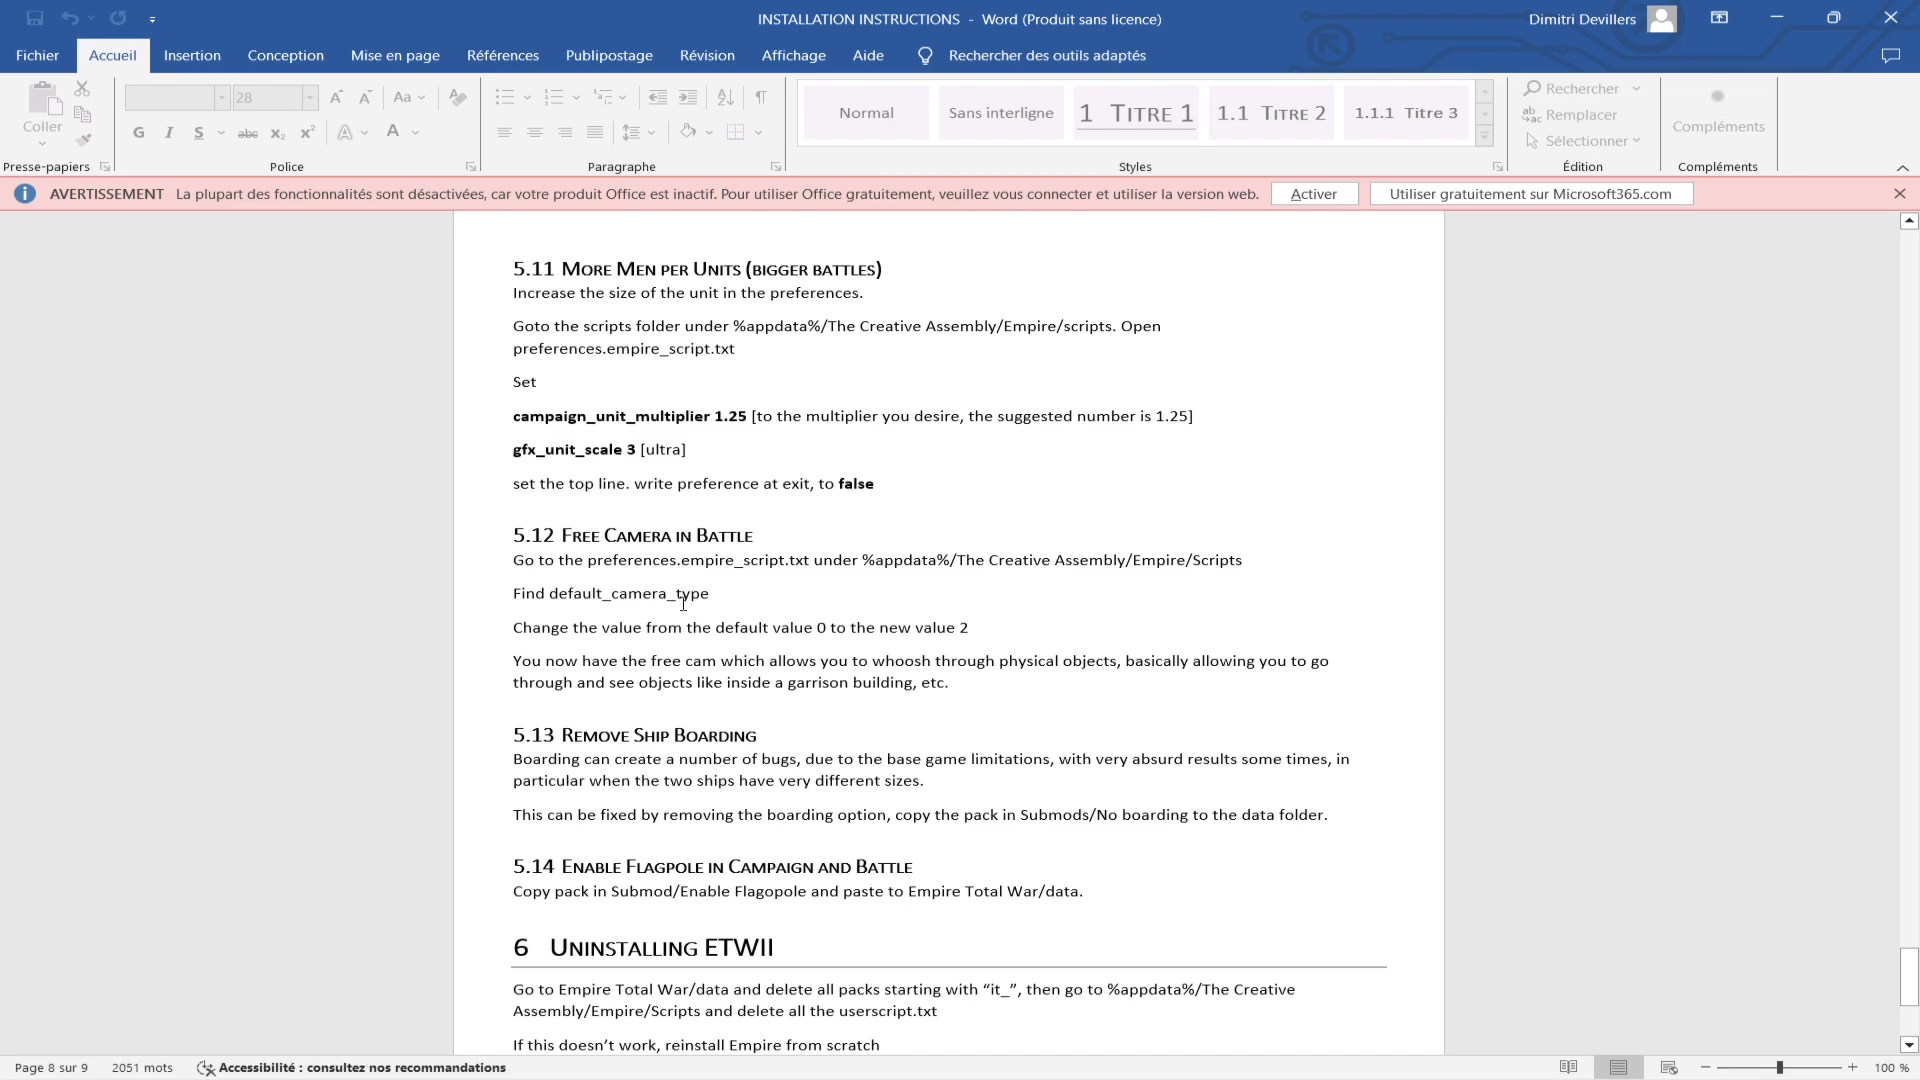 INSTALLATION INSTRUCTIONS - Word (Produit sans licence)
Dimitri Devillers
Fichier Accueil Insertion Conception Mise en page Références Publipostage Révision Affichage Aide Rechercher des outils adaptés
Coller
28
Aa
G I S abc x₂ x² A A
Normal
Sans interligne
1 TITRE 1
1.1 TITRE 2
1.1.1 Titre 3
Rechercher
Remplacer
Sélectionner
Compléments
Presse-papiers Police Paragraphe Styles Édition Compléments
AVERTISSEMENT La plupart des fonctionnalités sont désactivées, car votre produit Office est inactif. Pour utiliser Office gratuitement, veuillez vous connecter et utiliser la version web. Activer Utiliser gratuitement sur Microsoft365.com
5.11 MORE MEN PER UNITS (BIGGER BATTLES)
Increase the size of the unit in the preferences.
Goto the scripts folder under %appdata%/The Creative Assembly/Empire/scripts. Open
preferences.empire_script.txt
Set
campaign_unit_multiplier 1.25 [to the multiplier you desire, the suggested number is 1.25]
gfx_unit_scale 3 [ultra]
set the top line. write preference at exit, to false
5.12 FREE CAMERA IN BATTLE
Go to the preferences.empire_script.txt under %appdata%/The Creative Assembly/Empire/Scripts
Find default_camera_type
Change the value from the default value 0 to the new value 2
You now have the free cam which allows you to whoosh through physical objects, basically allowing you to go
through and see objects like inside a garrison building, etc.
5.13 REMOVE SHIP BOARDING
Boarding can create a number of bugs, due to the base game limitations, with very absurd results some times, in
particular when the two ships have very different sizes.
This can be fixed by removing the boarding option, copy the pack in Submods/No boarding to the data folder.
5.14 ENABLE FLAGPOLE IN CAMPAIGN AND BATTLE
Copy pack in Submod/Enable Flagopole and paste to Empire Total War/data.
6 UNINSTALLING ETWII
Go to Empire Total War/data and delete all packs starting with “it_”, then go to %appdata%/The Creative
Assembly/Empire/Scripts and delete all the userscript.txt
If this doesn’t work, reinstall Empire from scratch
Page 8 sur 9 2051 mots Accessibilité : consultez nos recommandations 100 %